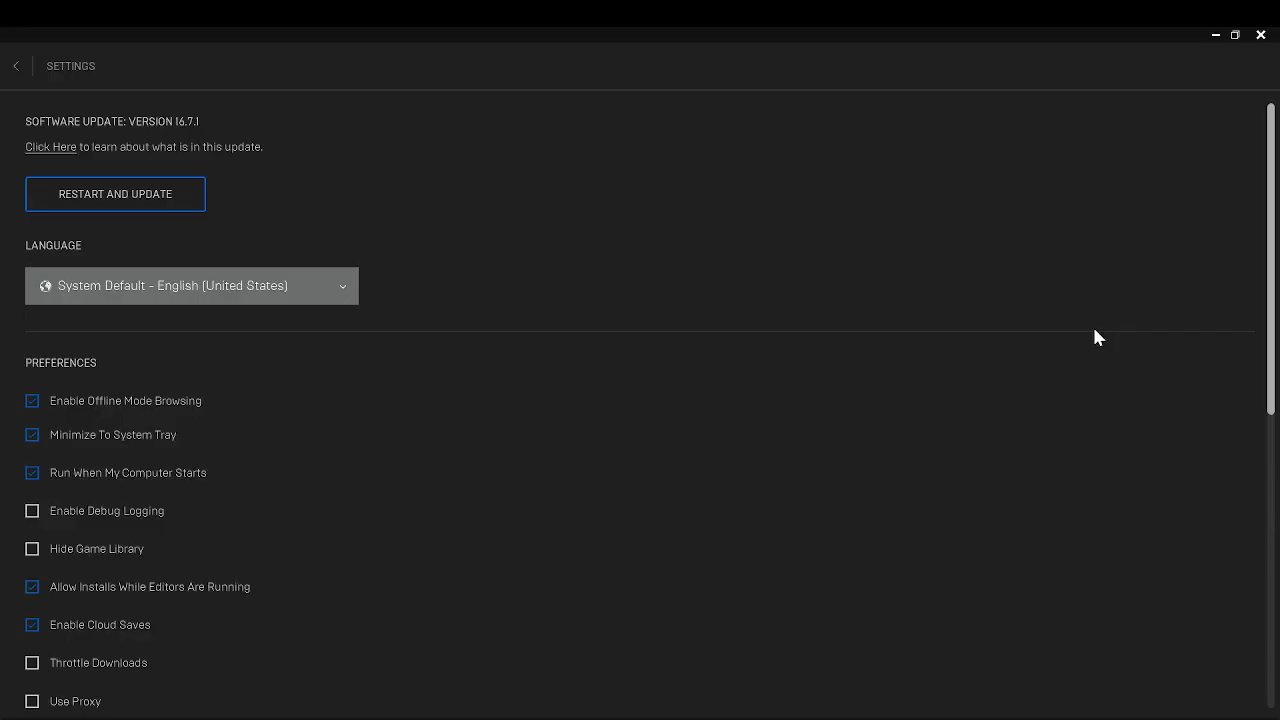 SETTINGS
SOFTWARE UPDATE: VERSION 16.7.1
Click Here to learn about what is in this update.
RESTART AND UPDATE
LANGUAGE
System Default - English (United States)
PREFERENCES
Enable Offline Mode Browsing
Minimize To System Tray
Run When My Computer Starts
Enable Debug Logging
Hide Game Library
Allow Installs While Editors Are Running
Enable Cloud Saves
Throttle Downloads
Use Proxy